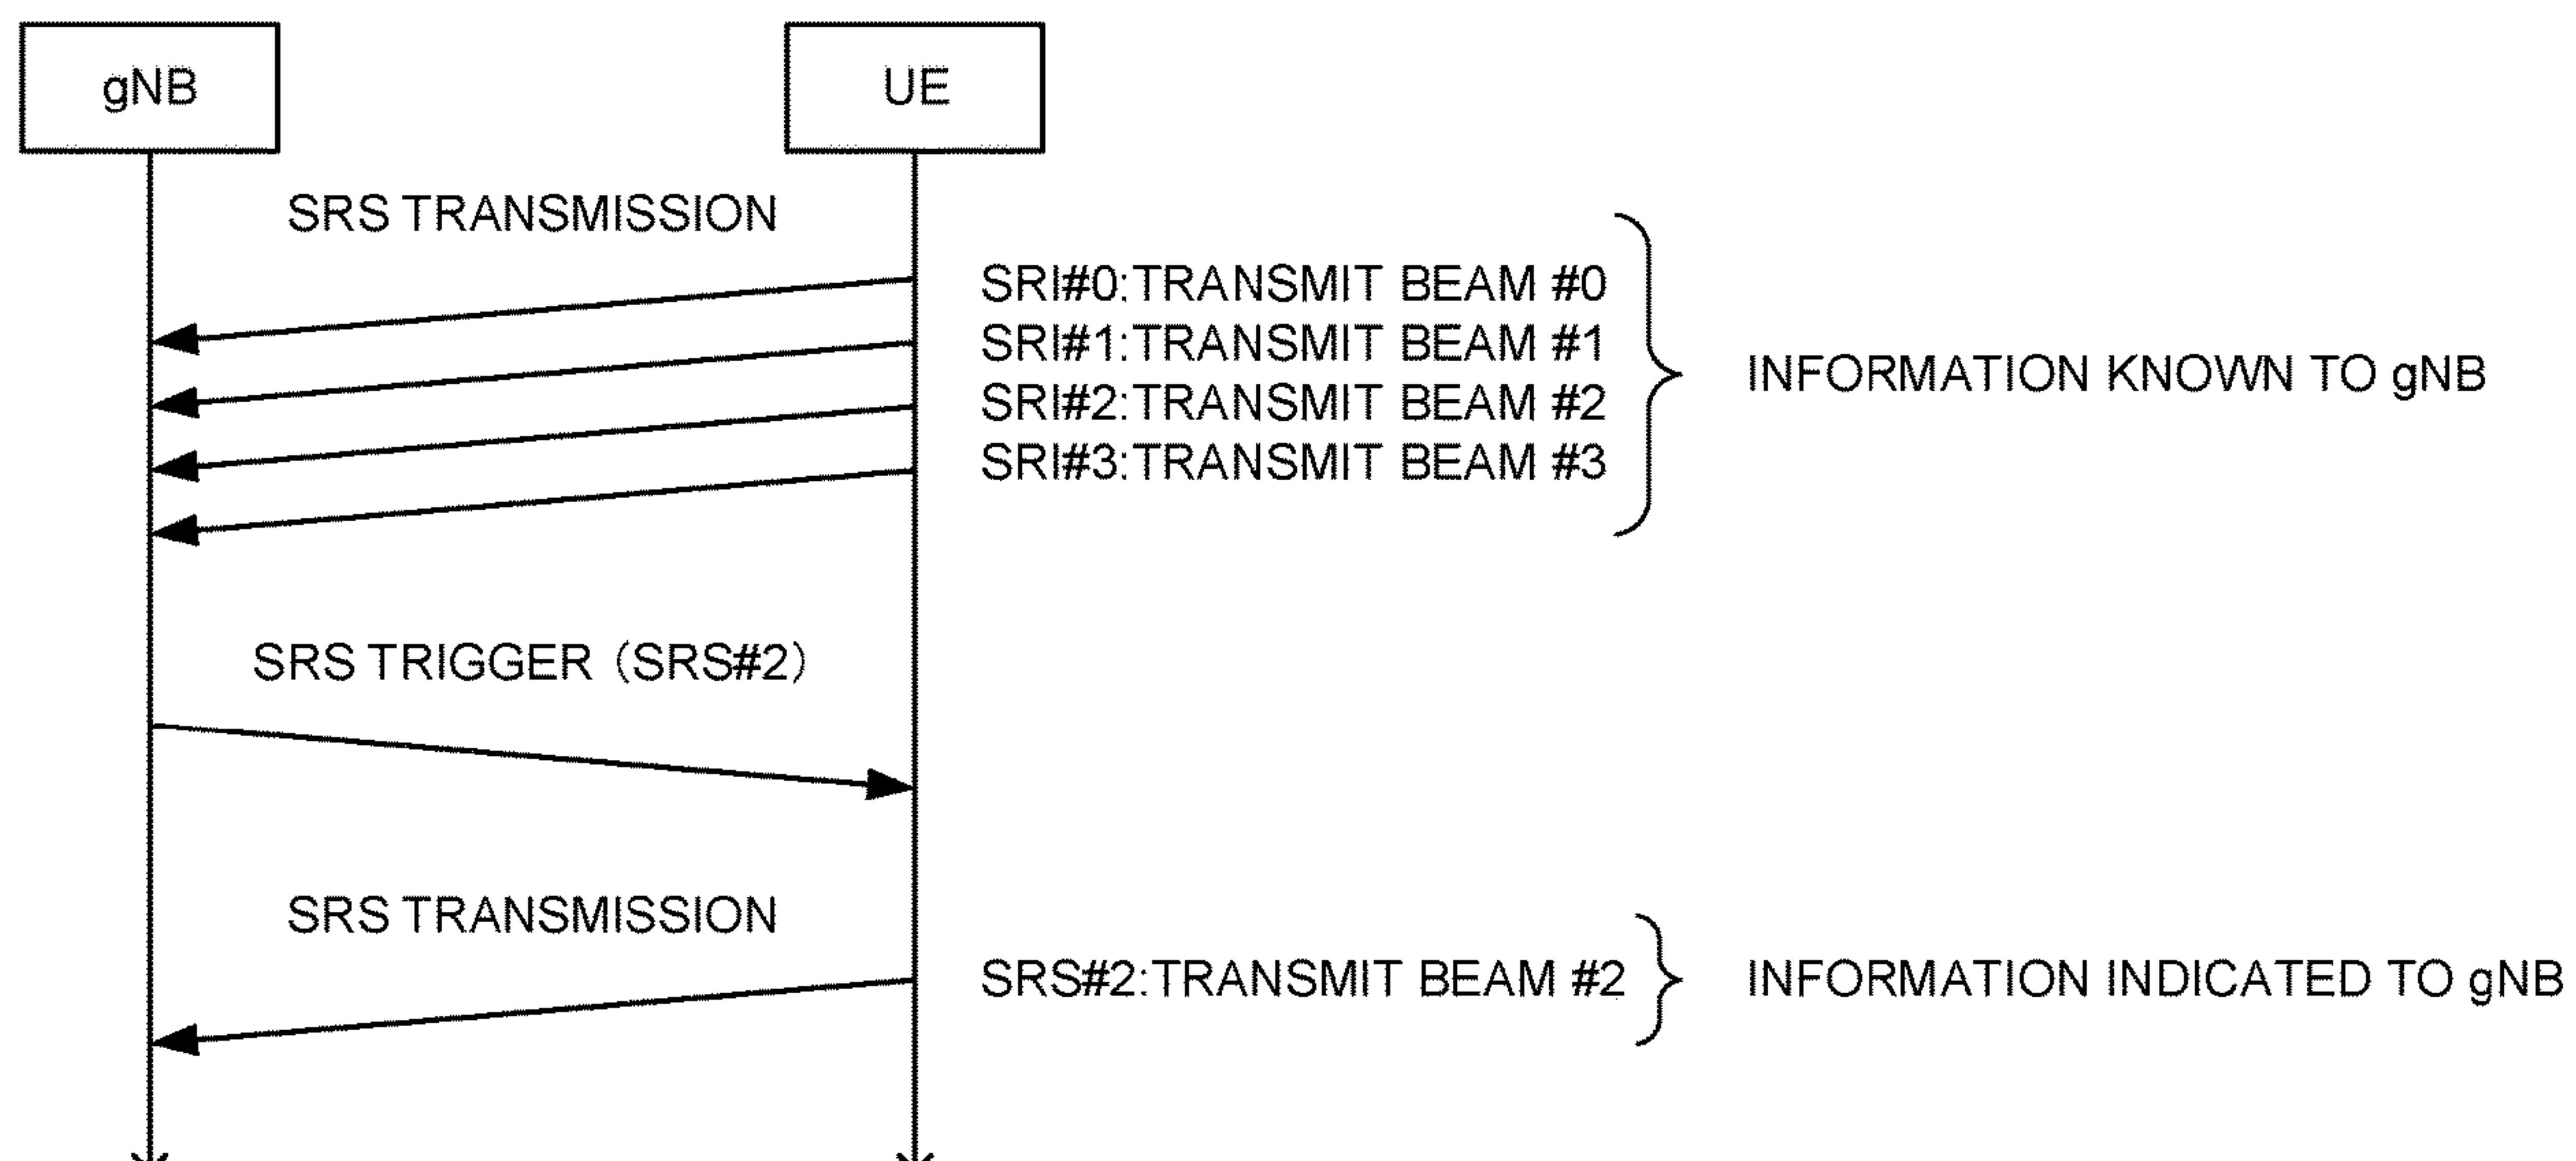 gNB
UE
SRS TRANSMISSION
SRI#0:TRANSMIT BEAM #0
SRI#1:TRANSMIT BEAM #1
SRI#2:TRANSMIT BEAM #2
SRI#3:TRANSMIT BEAM #3
INFORMATION KNOWN TO gNB
SRS TRIGGER (SRS#2)
SRS TRANSMISSION
SRS#2:TRANSMIT BEAM #2
INFORMATION INDICATED TO gNB